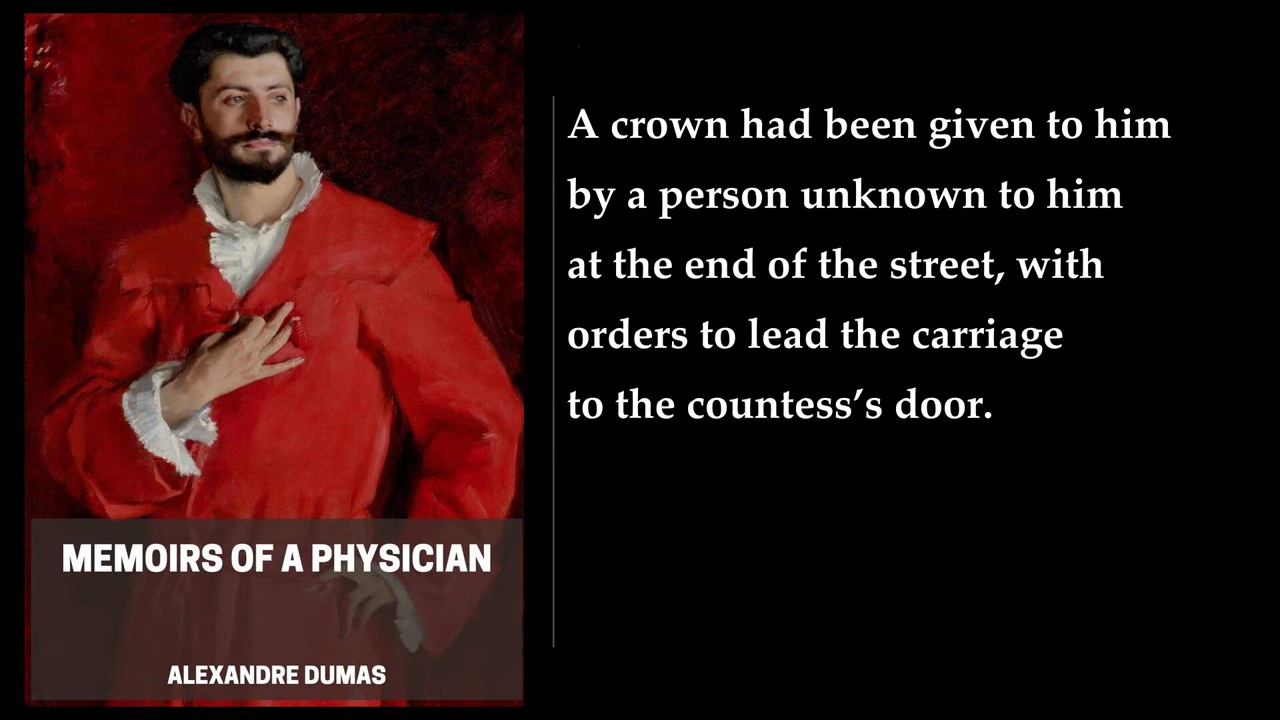 A crown had been given to him
by a person unknown to him
at the end of the street, with
orders to lead the carriage
to the countess’s door.
MEMOIRS OF A PHYSICIAN
ALEXANDRE DUMAS